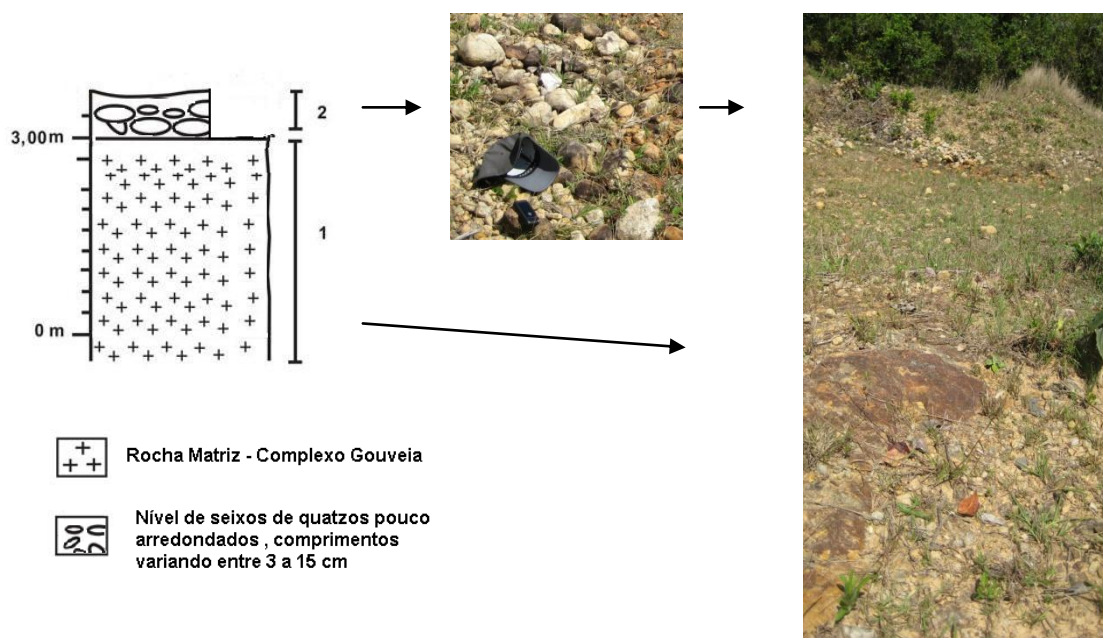 2
3,00m
1
0 m
Rocha Matriz - Complexo Gouveia
Nível de seixos de quatzos pouco
arredondados , comprimentos
variando entre 3 a 15 cm